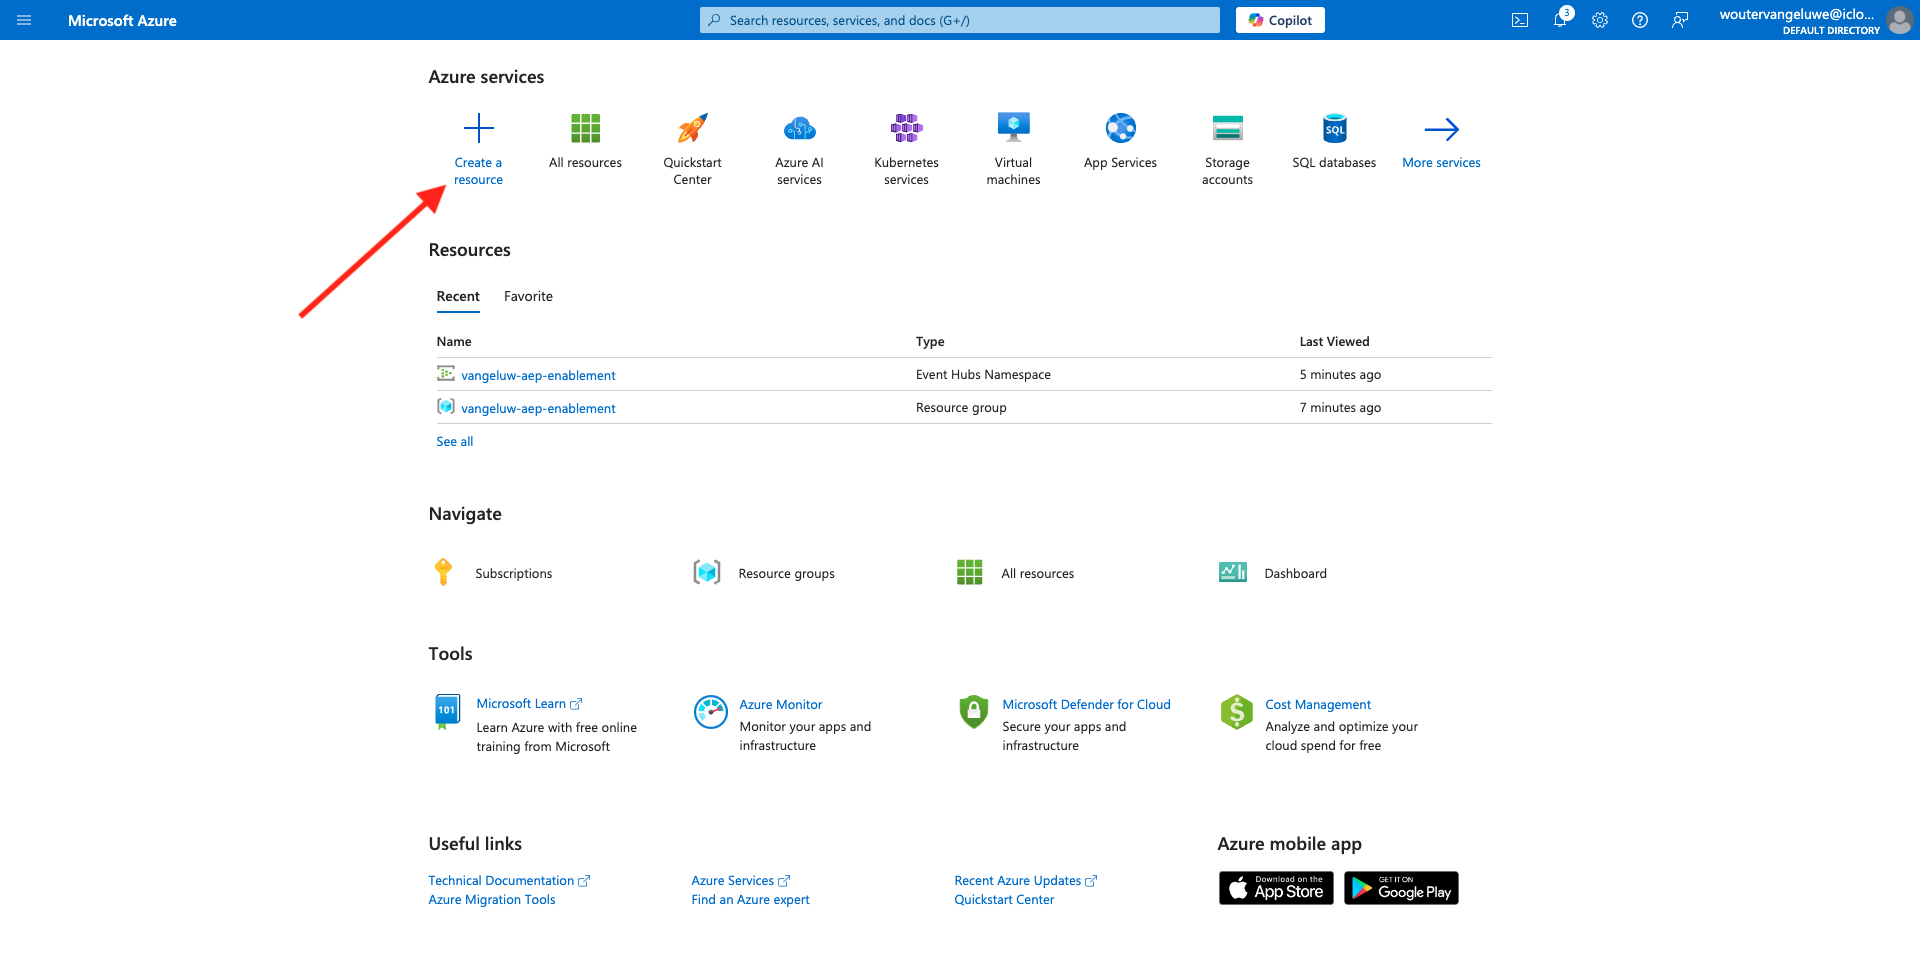 Microsoft Azure
Search resources, services, and docs (G+/)
Copilot
3
woutervangeluwe@iclo...
DEFAULT DIRECTORY
Azure services
Create a
resource
All resources
Quickstart
Center
Azure AI
services
Kubernetes
services
Virtual
machines
App Services
Storage
accounts
SQL
SQL databases
More services
Resources
Recent
Favorite
Name
Type
Last Viewed
vangeluw-aep-enablement
Event Hubs Namespace
5 minutes ago
vangeluw-aep-enablement
Resource group
7 minutes ago
See all
Navigate
Subscriptions
Resource groups
All resources
Dashboard
Tools
101
Microsoft Learn
Learn Azure with free online
training from Microsoft
Azure Monitor
Monitor your apps and
infrastructure
Microsoft Defender for Cloud
Secure your apps and
infrastructure
Cost Management
Analyze and optimize your
cloud spend for free
Useful links
Technical Documentation
Azure Migration Tools
Azure Services
Find an Azure expert
Recent Azure Updates
Quickstart Center
Azure mobile app
Download on the
App Store
GET IT ON
Google Play